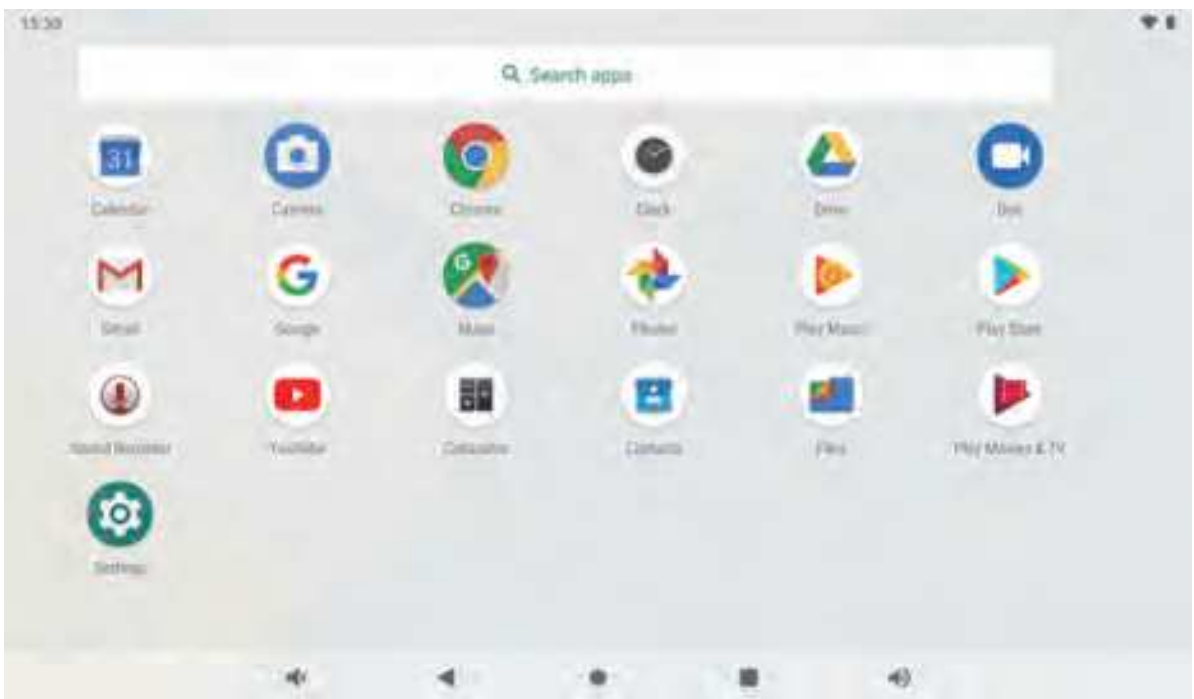 15:30
Search apps
31
Calendar Camera Chrome Clock Drive Duo
Gmail Google Maps Photos Play Music Play Store
Sound Recorder YouTube Calculator Contacts Files Play Movies & TV
Settings